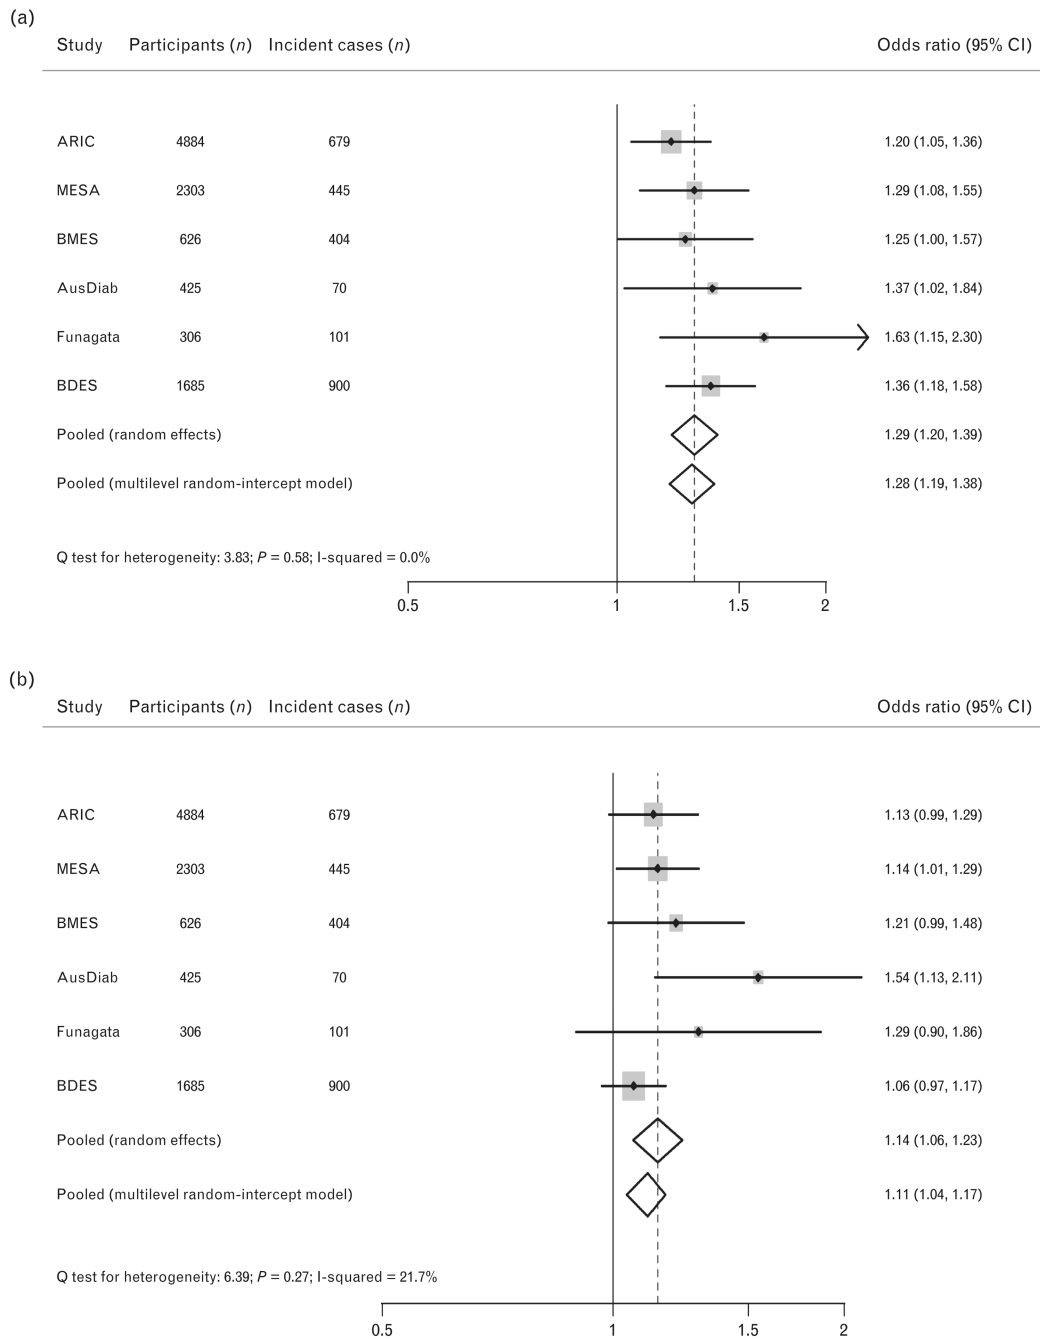 (a)
Study Participants (n) Incident cases (n) Odds ratio (95% CI)
ARIC 4884 679 1.20 (1.05, 1.36)
MESA 2303 445 1.29 (1.08, 1.55)
BMES 626 404 1.25 (1.00, 1.57)
AusDiab 425 70 1.37 (1.02, 1.84)
Funagata 306 101 1.63 (1.15, 2.30)
BDES 1685 900 1.36 (1.18, 1.58)
Pooled (random effects) 1.29 (1.20, 1.39)
Pooled (multilevel random-intercept model) 1.28 (1.19, 1.38)
Q test for heterogeneity: 3.83; P = 0.58; I-squared = 0.0%
0.5 1 1.5 2
(b)
Study Participants (n) Incident cases (n) Odds ratio (95% CI)
ARIC 4884 679 1.13 (0.99, 1.29)
MESA 2303 445 1.14 (1.01, 1.29)
BMES 626 404 1.21 (0.99, 1.48)
AusDiab 425 70 1.54 (1.13, 2.11)
Funagata 306 101 1.29 (0.90, 1.86)
BDES 1685 900 1.06 (0.97, 1.17)
Pooled (random effects) 1.14 (1.06, 1.23)
Pooled (multilevel random-intercept model) 1.11 (1.04, 1.17)
Q test for heterogeneity: 6.39; P = 0.27; I-squared = 21.7%
0.5 1 1.5 2